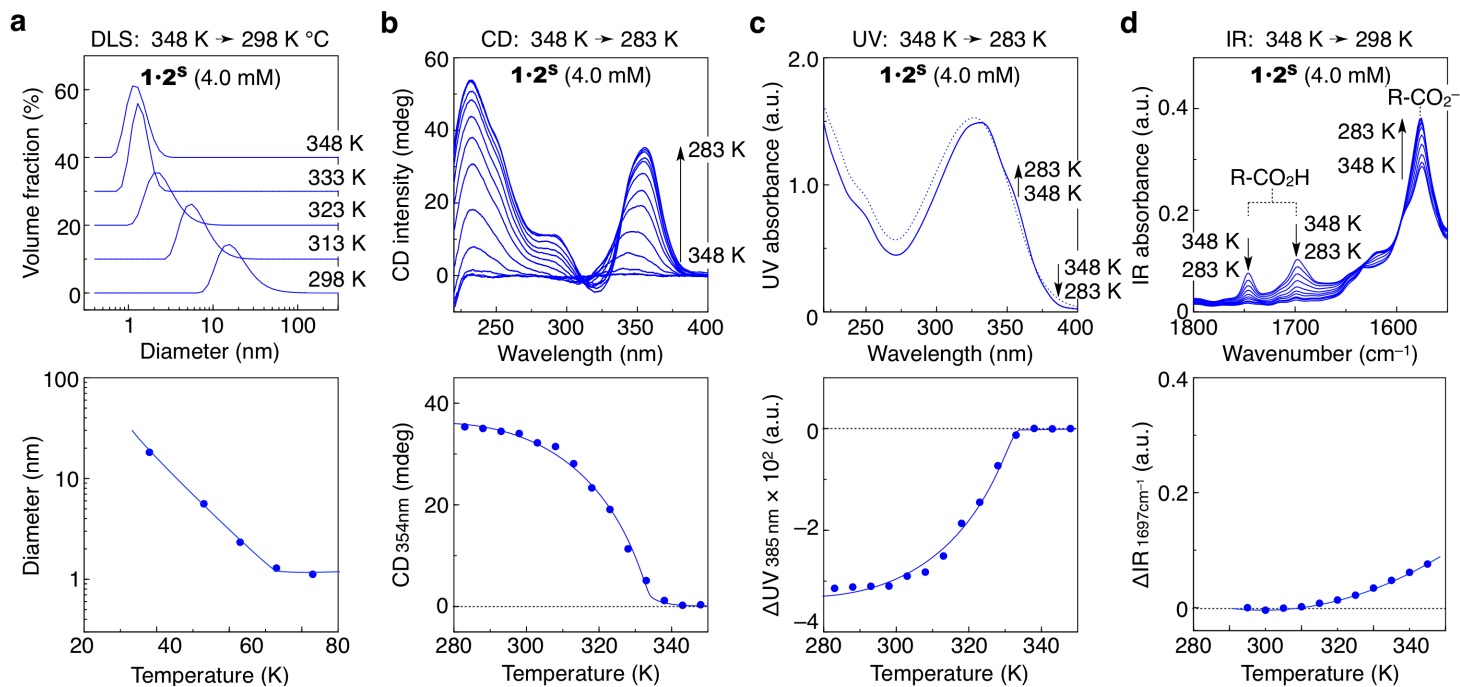 a
DLS: 348 K → 298 K °C
1•2ˢ (4.0 mM)
Volume fraction (%)
60
40
20
0
348 K
333 K
323 K
313 K
298 K
1
10
100
Diameter (nm)
Diameter (nm)
100
10
1
20
40
60
80
Temperature (K)
b
CD: 348 K → 283 K
1•2ˢ (4.0 mM)
CD intensity (mdeg)
60
40
20
0
283 K
348 K
250
300
350
400
Wavelength (nm)
CD 354nm (mdeg)
40
20
0
280
300
320
340
Temperature (K)
c
UV: 348 K → 283 K
1•2ˢ (4.0 mM)
UV absorbance (a.u.)
2.0
1.0
0
283 K
348 K
348 K
283 K
250
300
350
400
Wavelength (nm)
ΔUV 385 nm × 10² (a.u.)
0
−2
−4
280
300
320
340
Temperature (K)
d
IR: 348 K → 298 K
1•2ˢ (4.0 mM)
IR absorbance (a.u.)
0.4
0.2
0
R-CO₂⁻
283 K
348 K
R-CO₂H
348 K
283 K
348 K
283 K
1800
1700
1600
Wavenumber (cm⁻¹)
ΔIR 1697cm⁻¹ (a.u.)
0.4
0.2
0
280
300
320
340
Temperature (K)